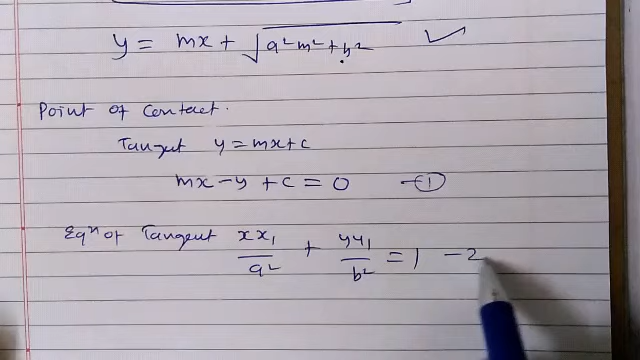 y = mx + √(a²m² + b²)
Point of Contact.
Tangent y = mx + c
mx - y + c = 0 - ①
Eqⁿ of Tangent xx₁/a² + yy₁/b² = 1 - 2